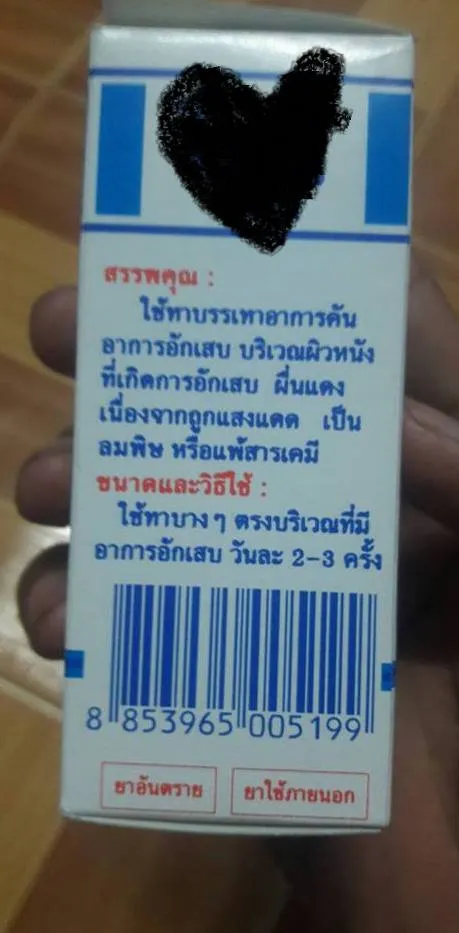 สรรพคุณ :
ใช้ทาบรรเทาอาการคัน
อาการอักเสบ บริเวณผิวหนัง
ที่เกิดการอักเสบ ผื่นแดง
เนื่องจากถูกแสงแดด เป็น
ลมพิษ หรือแพ้สารเคมี
ขนาดและวิธีใช้ :
ใช้ทาบาง ๆ ตรงบริเวณที่มี
อาการอักเสบ วันละ 2-3 ครั้ง
8 853965 005199
ยาอันตราย ยาใช้ภายนอก